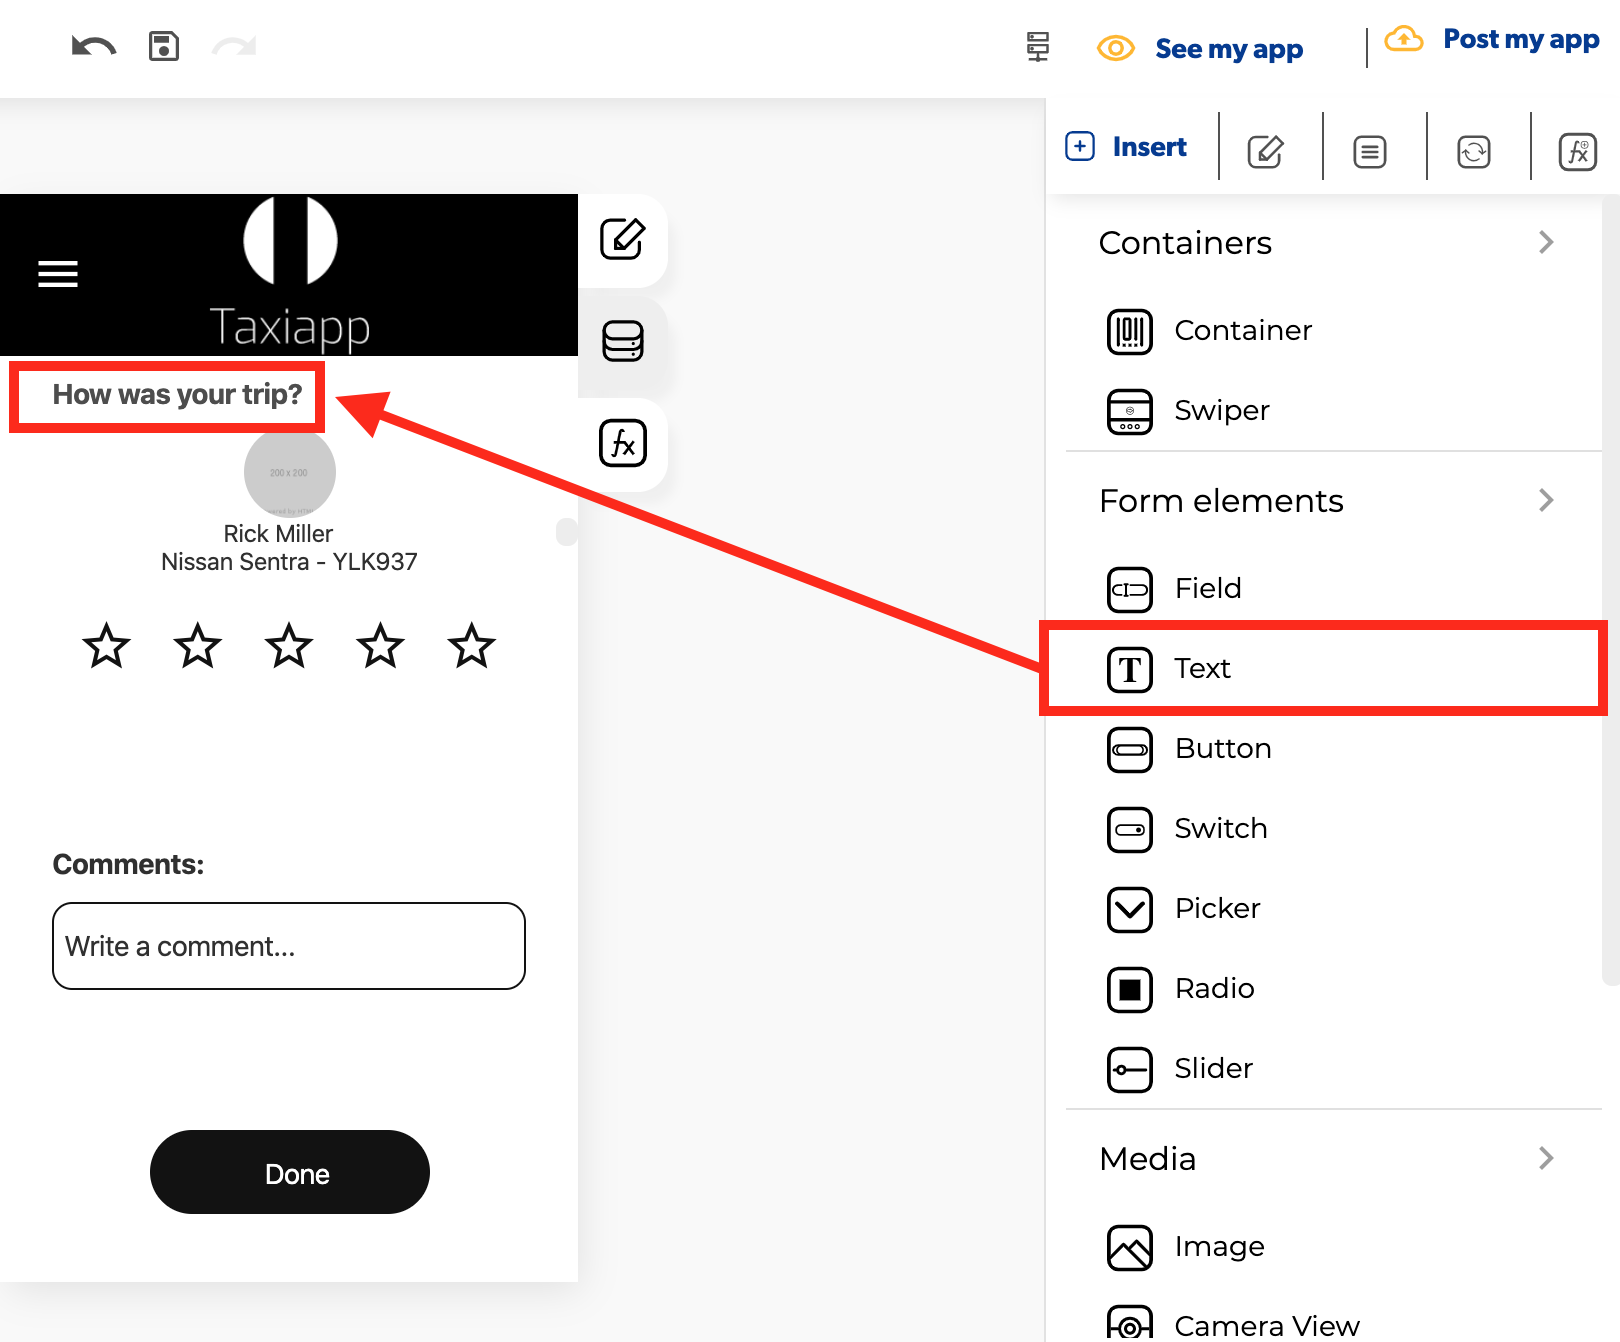 See my app
Post my app
Insert
Taxiapp
How was your trip?
200 x 200
Rick Miller
Nissan Sentra - YLK937
Comments:
Write a comment...
Done
Containers
Container
Swiper
Form elements
Field
T Text
Button
Switch
Picker
Radio
Slider
Media
Image
Camera View